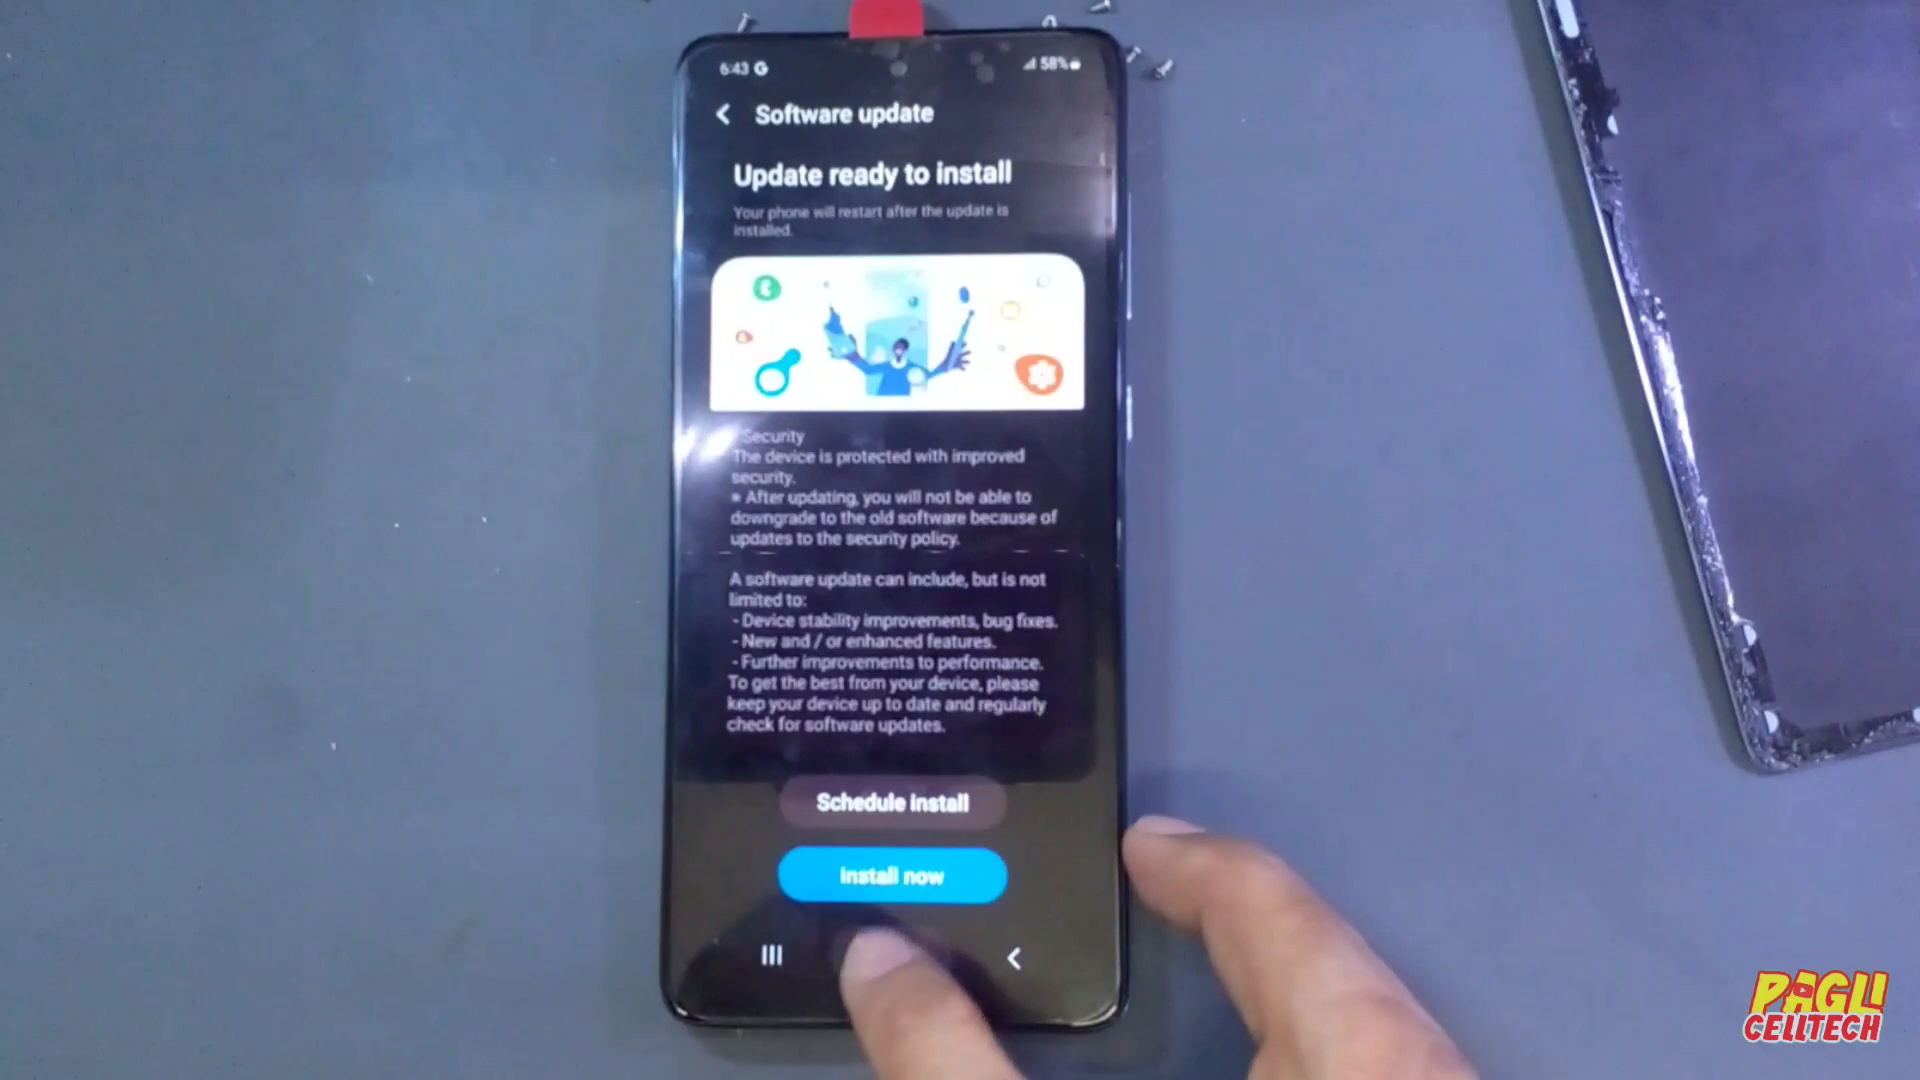 6:43 G
58%
Software update
Update ready to install
Your phone will restart after the update is
installed.
Security
The device is protected with improved
security.
After updating, you will not be able to
downgrade to the old software because of
updates to the security policy.
A software update can include, but is not
limited to:
- Device stability improvements, bug fixes.
- New and / or enhanced features.
- Further improvements to performance.
To get the best from your device, please
keep your device up to date and regularly
check for software updates.
Schedule install
Install now
PAGLI
CELLTECH